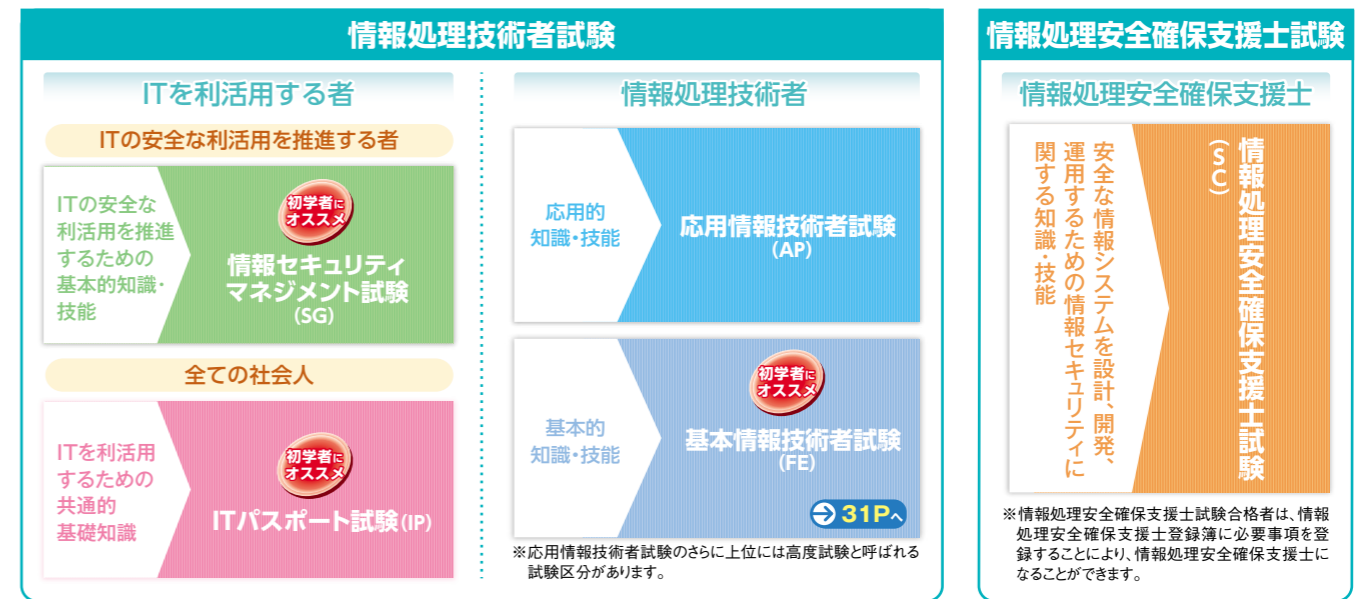 情報処理技術者試験
ITを利活用する者
ITの安全な利活用を推進する者
ITの安全な
利活用を推進
するための
基本的知識・
技能
初学者に
オススメ
情報セキュリティ
マネジメント試験
(SG)
全ての社会人
ITを利活用
するための
共通的
基礎知識
初学者に
オススメ
ITパスポート試験(IP)
情報処理技術者
応用的
知識・技能
応用情報技術者試験
(AP)
基本的
知識・技能
初学者に
オススメ
基本情報技術者試験
(FE)
31Pへ
※応用情報技術者試験のさらに上位には高度試験と呼ばれる
試験区分があります。
情報処理安全確保支援士試験
情報処理安全確保支援士
安全な情報システムを設計、開発、
運用するための情報セキュリティに
関する知識・技能
情報処理安全確保支援士試験
(SC)
※情報処理安全確保支援士試験合格者は、情報
処理安全確保支援士登録簿に必要事項を登
録することにより、情報処理安全確保支援士に
なることができます。